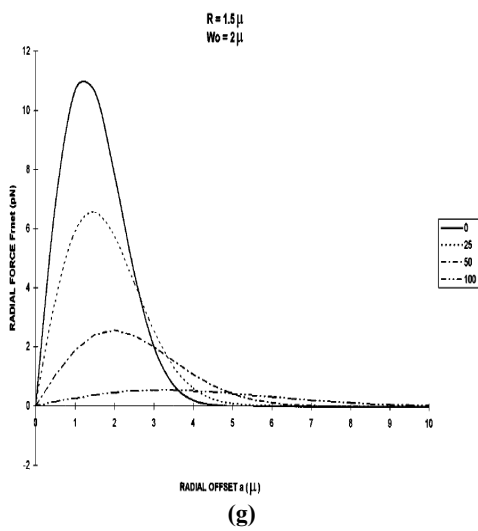 R = 1.5 μ
Wo = 2 μ
14
12
10
8
6
4
2
0
-2
RADIAL FORCE Frnet (pN)
0 1 2 3 4 5 6 7 8 9 10
RADIAL OFFSET a (μ)
0
25
50
100
(g)